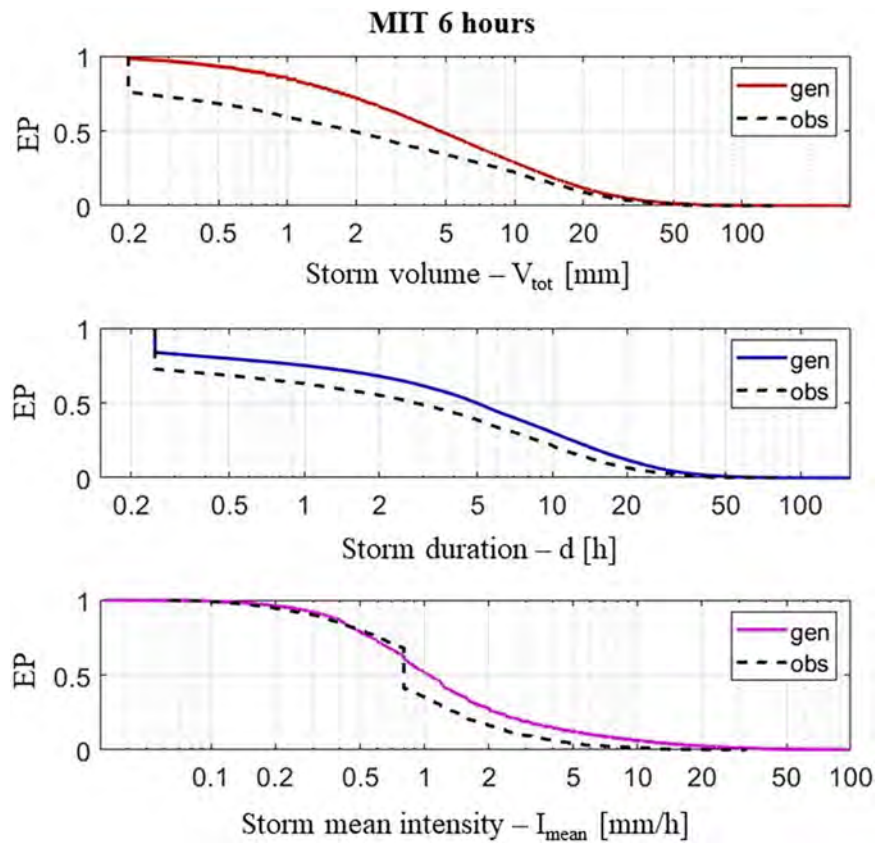 MIT 6 hours
1
0.5
0
EP
gen
obs
0.2 0.5 1 2 5 10 20 50 100
Storm volume – Vtot [mm]
1
0.5
0
EP
gen
obs
0.2 0.5 1 2 5 10 20 50 100
Storm duration – d [h]
1
0.5
0
EP
gen
obs
0.1 0.2 0.5 1 2 5 10 20 50 100
Storm mean intensity – Imean [mm/h]